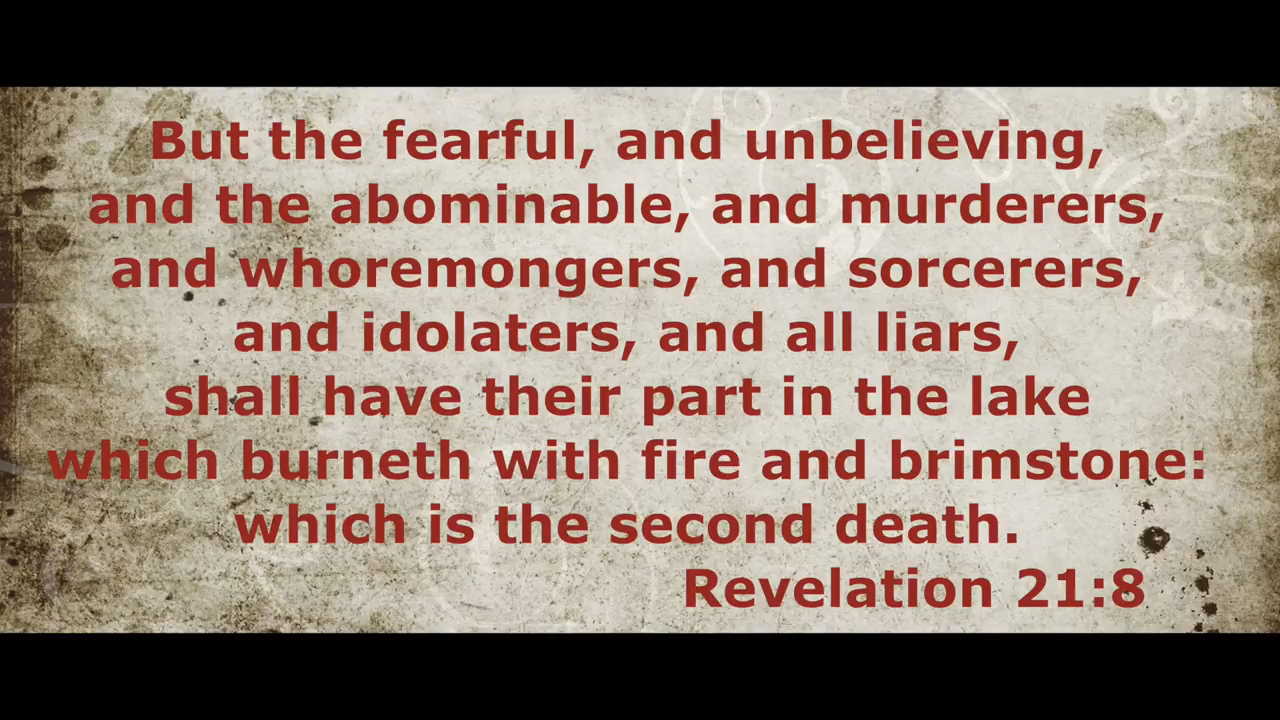 But the fearful, and unbelieving,
and the abominable, and murderers,
and whoremongers, and sorcerers,
and idolaters, and all liars,
shall have their part in the lake
which burneth with fire and brimstone:
which is the second death.
Revelation 21:8